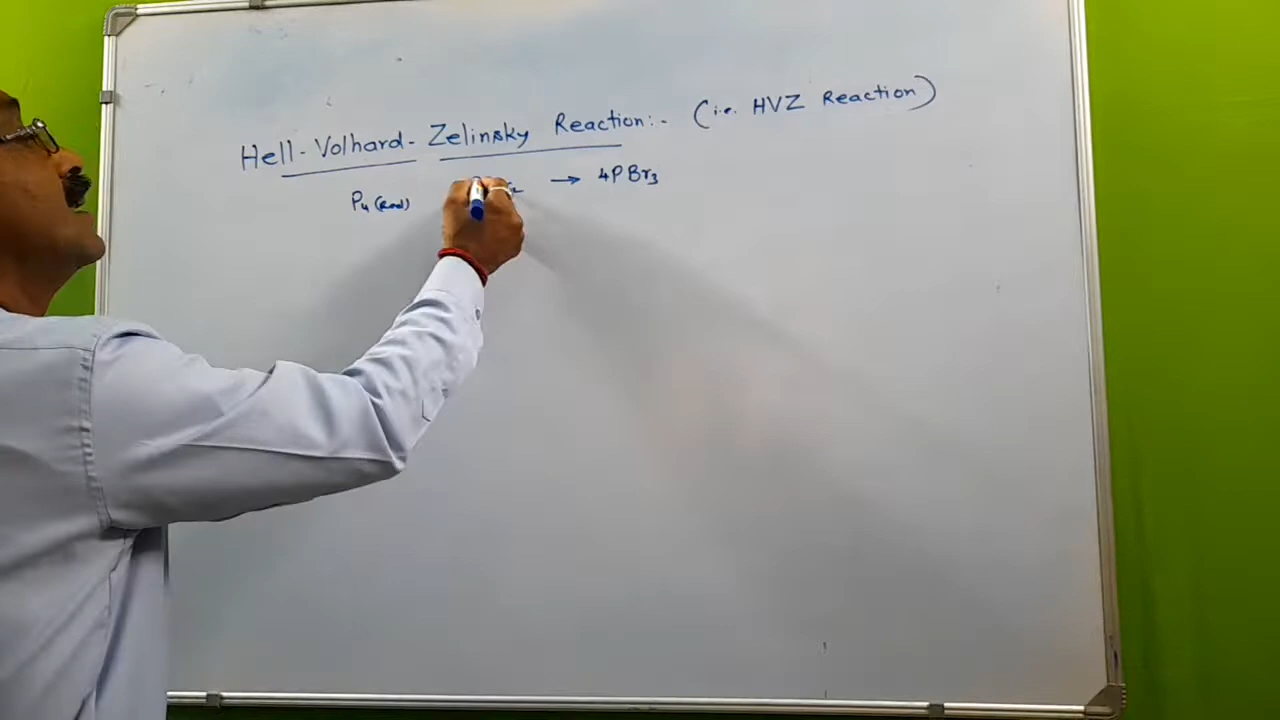 Hell-Volhard-Zelinsky Reaction:- (i.e. HVZ Reaction)
P₄ (Red) → 4PBr₃